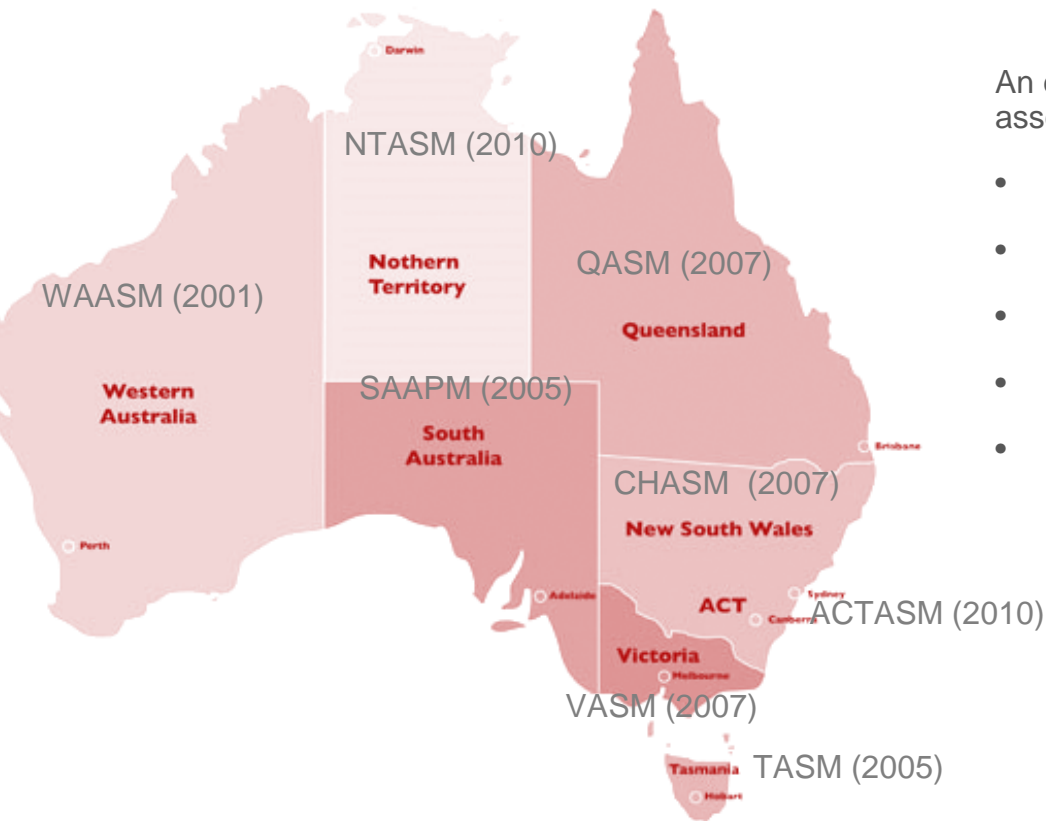 An
asse
Darwin
NTASM (2010)
Nothern
Territory
QASM (2007)
WAASM (2001)
Queensland
Western
Australia
SAAPM (2005)
South
Australia
Brisbane
CHASM (2007)
New South Wales
Perth
Adelaide
Sydney
ACT
Canberra
ACTASM (2010)
Victoria
Melbourne
VASM (2007)
Tasmania
TASM (2005)
Hobart